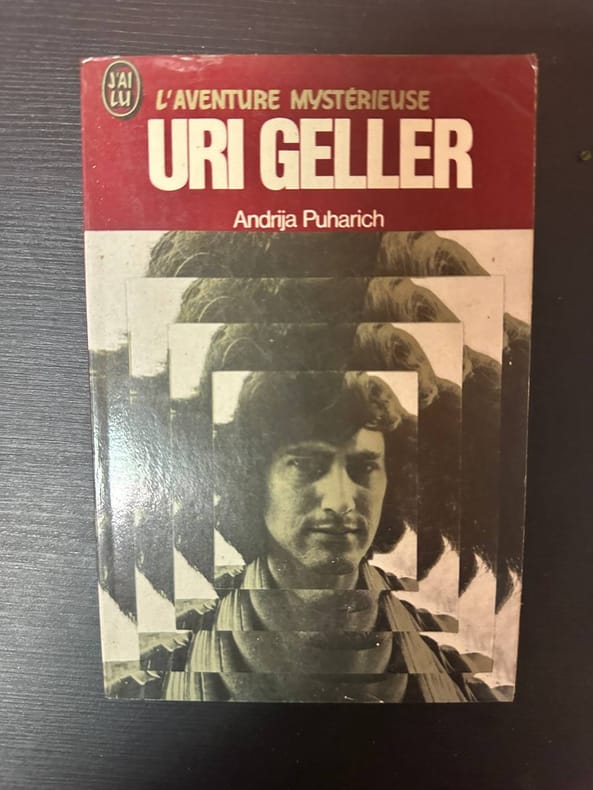 J'AI
LU
L'AVENTURE MYSTÉRIEUSE
URI GELLER
Andrija Puharich